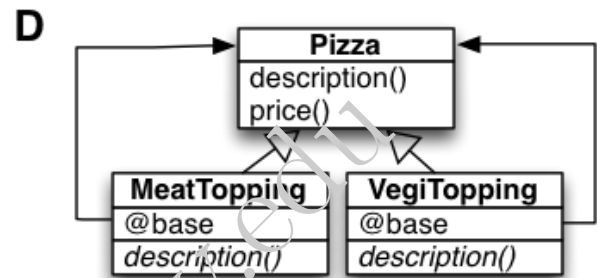 D
Pizza
description()
price()
MeatTopping
@base
description()
VegiTopping
@base
description()